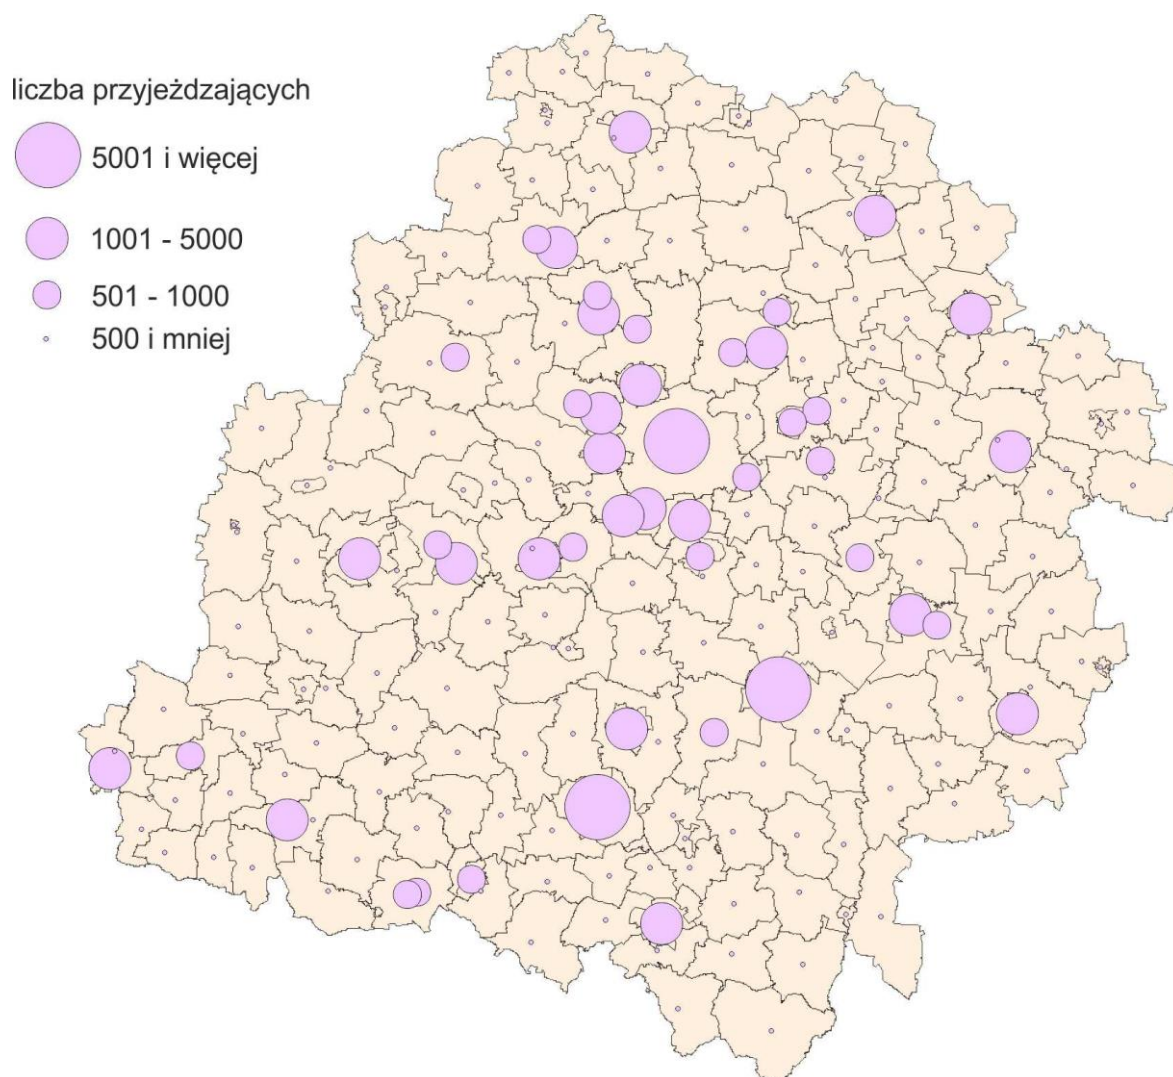 liczba przyjeżdzających
5001 i więcej
1001 - 5000
501 - 1000
500 i mniej